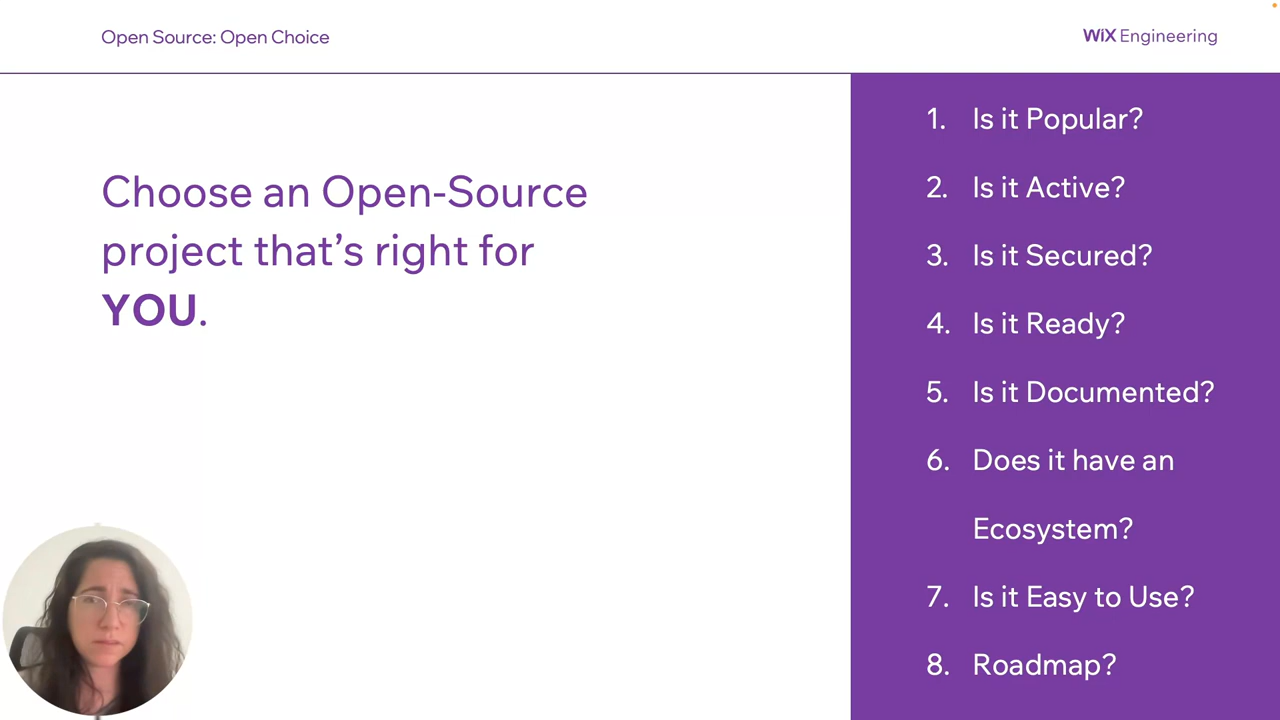 Open Source: Open Choice
WiX Engineering
Choose an Open-Source
project that's right for
YOU.
1. Is it Popular?
2. Is it Active?
3. Is it Secured?
4. Is it Ready?
5. Is it Documented?
6. Does it have an
Ecosystem?
7. Is it Easy to Use?
8. Roadmap?